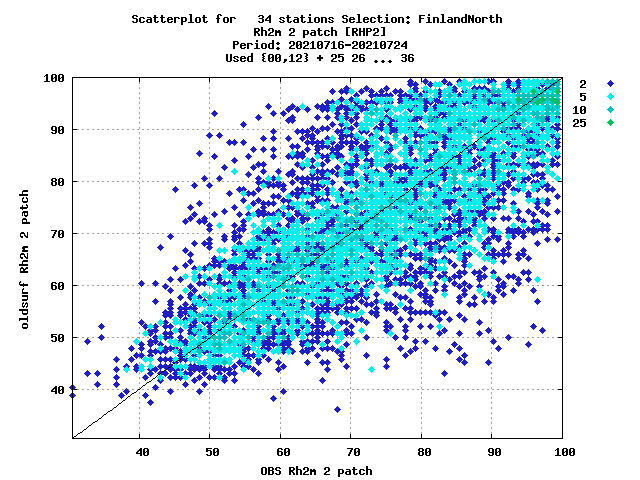 Scatterplot for   34 stations Selection: FinlandNorth
Rh2m 2 patch [RHP2]
Period: 20210716-20210724
Used {00,12} + 25 26 ... 36
2
5
10
25
100
90
80
70
60
50
40
oldsurf Rh2m 2 patch
40 50 60 70 80 90 100
OBS Rh2m 2 patch